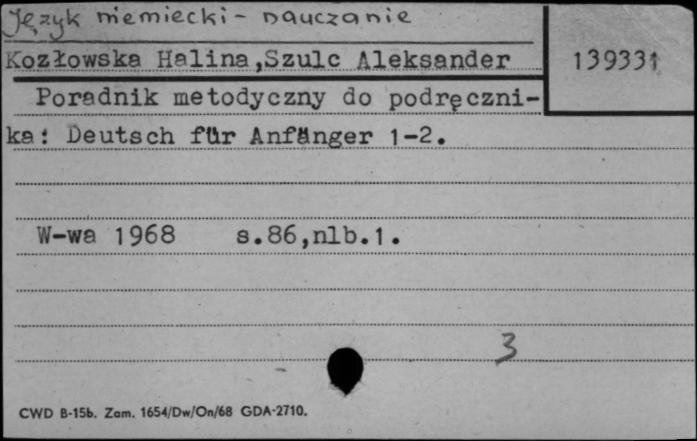 Język niemiecki - nauczanie
Kozłowska Halina,Szulc Aleksander
139331
Poradnik metodyczny do podręczni-
ka: Deutsch für Anfänger 1-2.
W-wa 1968 s.86,nlb.1.
3
CWD B-15b. Zam. 1654/Dw/On/68 GDA-2710.